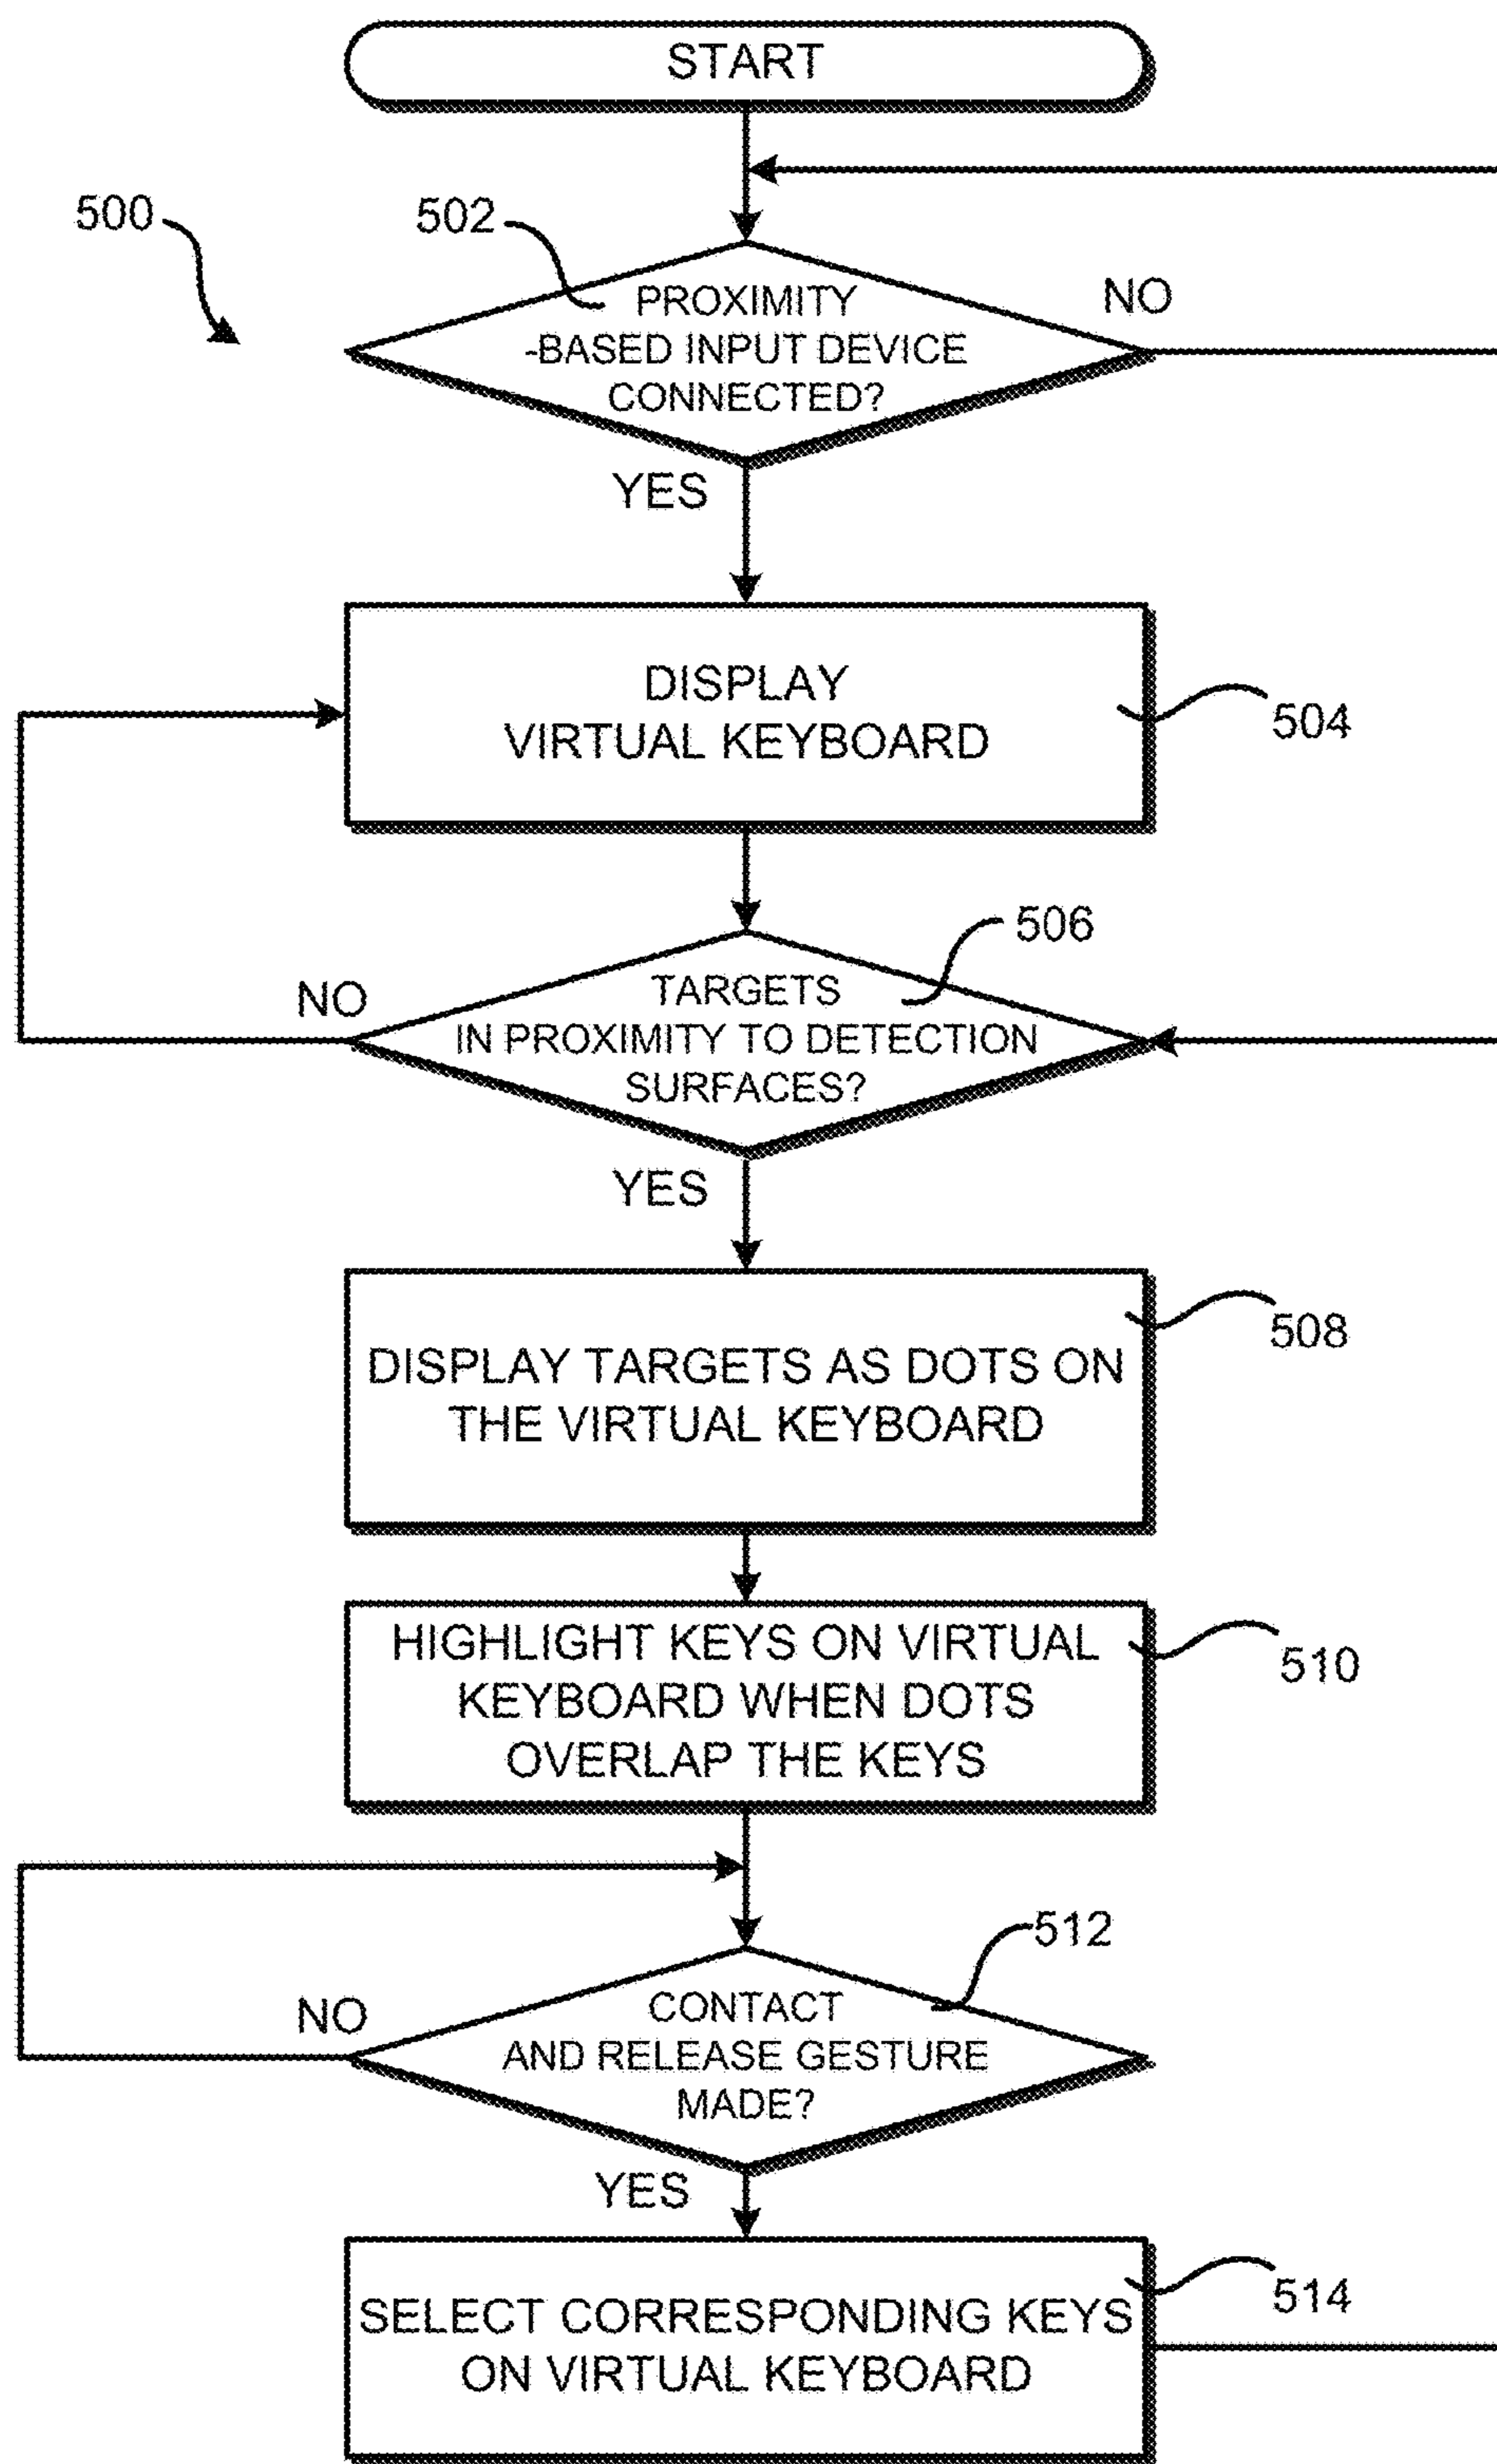 START
500
502
PROXIMITY
-BASED INPUT DEVICE
CONNECTED?
NO
YES
DISPLAY
VIRTUAL KEYBOARD
504
506
TARGETS
IN PROXIMITY TO DETECTION
SURFACES?
NO
YES
DISPLAY TARGETS AS DOTS ON
THE VIRTUAL KEYBOARD
508
HIGHLIGHT KEYS ON VIRTUAL
KEYBOARD WHEN DOTS
OVERLAP THE KEYS
510
512
CONTACT
AND RELEASE GESTURE
MADE?
NO
YES
SELECT CORRESPONDING KEYS
ON VIRTUAL KEYBOARD
514